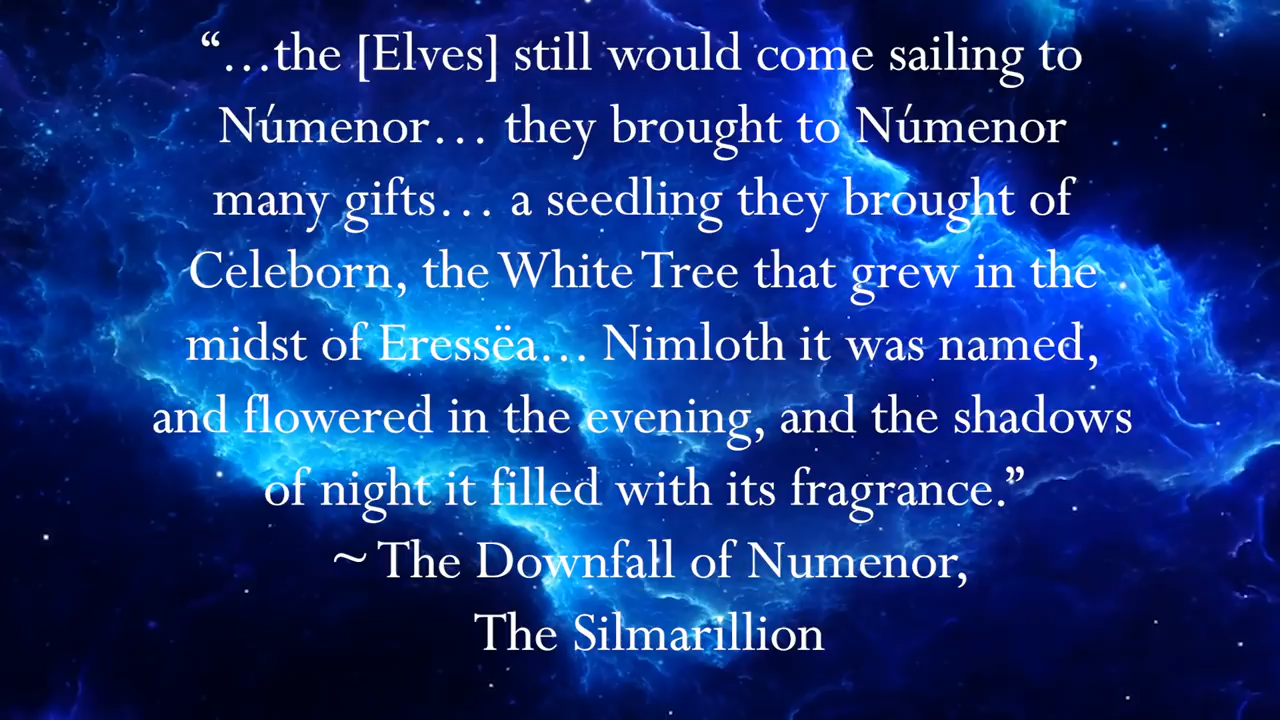 “…the [Elves] still would come sailing to
Númenor… they brought to Númenor
many gifts… a seedling they brought of
Celeborn, the White Tree that grew in the
midst of Eressëa… Nimloth it was named,
and flowered in the evening, and the shadows
of night it filled with its fragrance.”
~ The Downfall of Numenor,
The Silmarillion